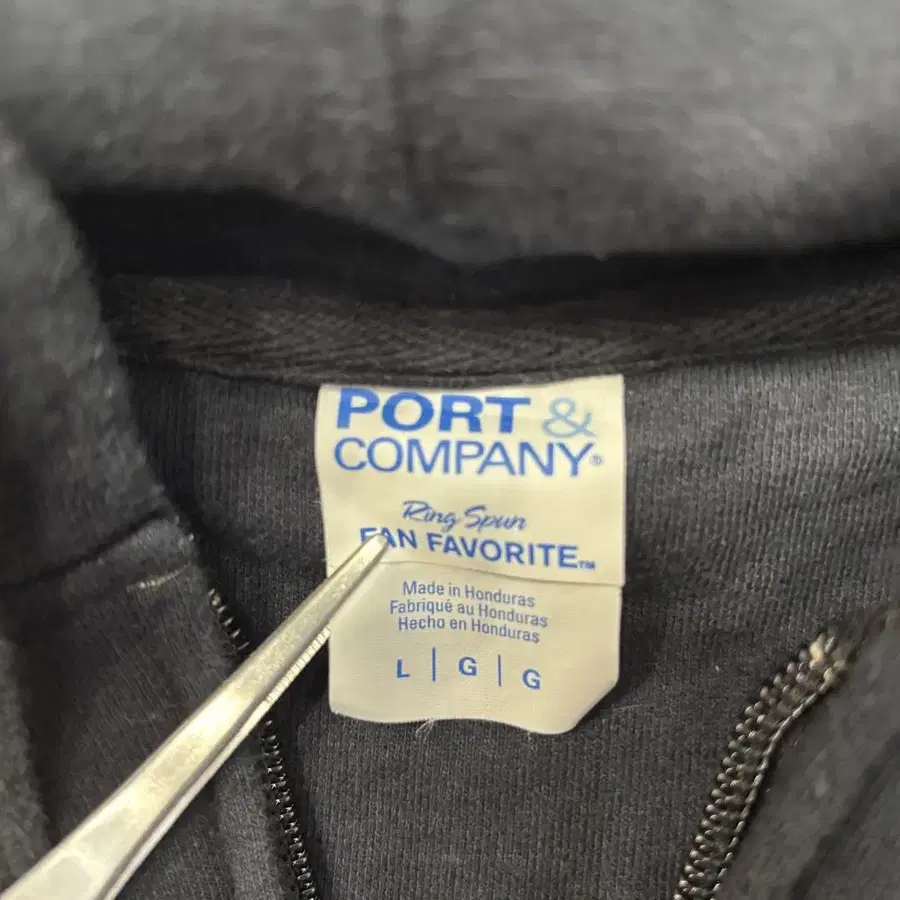 PORT &
COMPANY®
Ring Spun
FAN FAVORITE™
Made in Honduras
Fabriqué au Honduras
Hecho en Honduras
L | G | G